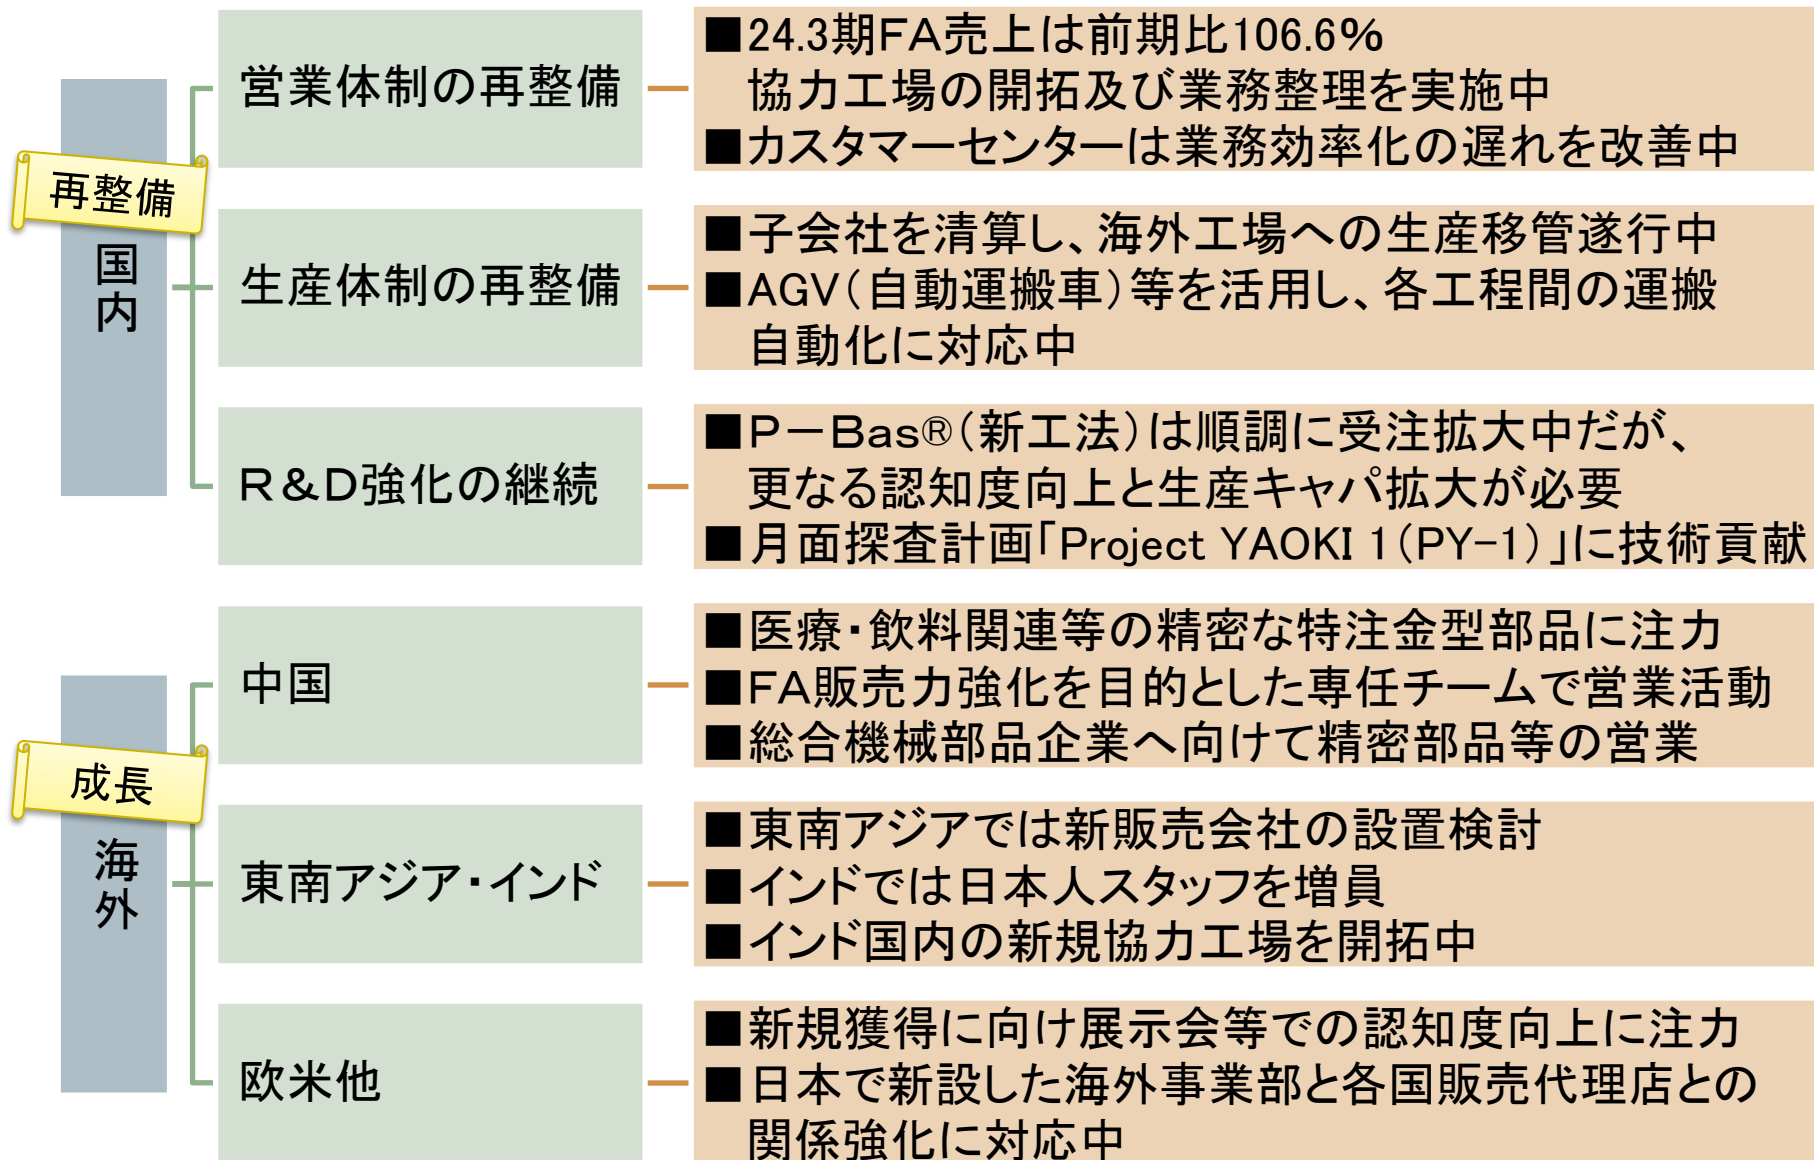 再整備
国内
営業体制の再整備
■24.3期FA売上は前期比106.6%
協力工場の開拓及び業務整理を実施中
■カスタマーセンターは業務効率化の遅れを改善中
生産体制の再整備
■子会社を清算し、海外工場への生産移管遂行中
■AGV(自動運搬車)等を活用し、各工程間の運搬
自動化に対応中
R&D強化の継続
■P-Bas®(新工法)は順調に受注拡大中だが、
更なる認知度向上と生産キャパ拡大が必要
■月面探査計画「Project YAOKI 1(PY-1)」に技術貢献
成長
海外
中国
■医療・飲料関連等の精密な特注金型部品に注力
■FA販売力強化を目的とした専任チームで営業活動
■総合機械部品企業へ向けて精密部品等の営業
東南アジア・インド
■東南アジアでは新販売会社の設置検討
■インドでは日本人スタッフを増員
■インド国内の新規協力工場を開拓中
欧米他
■新規獲得に向け展示会等での認知度向上に注力
■日本で新設した海外事業部と各国販売代理店との
関係強化に対応中